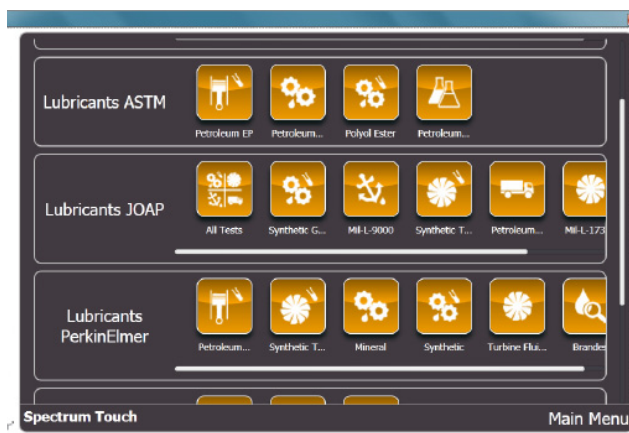 Lubricants ASTM
Petroleum EP
Petroleum...
Polyol Ester
Petroleum...
Lubricants JOAP
All Tests
Synthetic G...
Mil-L-9000
Synthetic T...
Petroleum...
Mil-L-173
Lubricants
PerkinElmer
Petroleum...
Synthetic T...
Mineral
Synthetic
Turbine Flui...
Brandes
Spectrum Touch
Main Menu